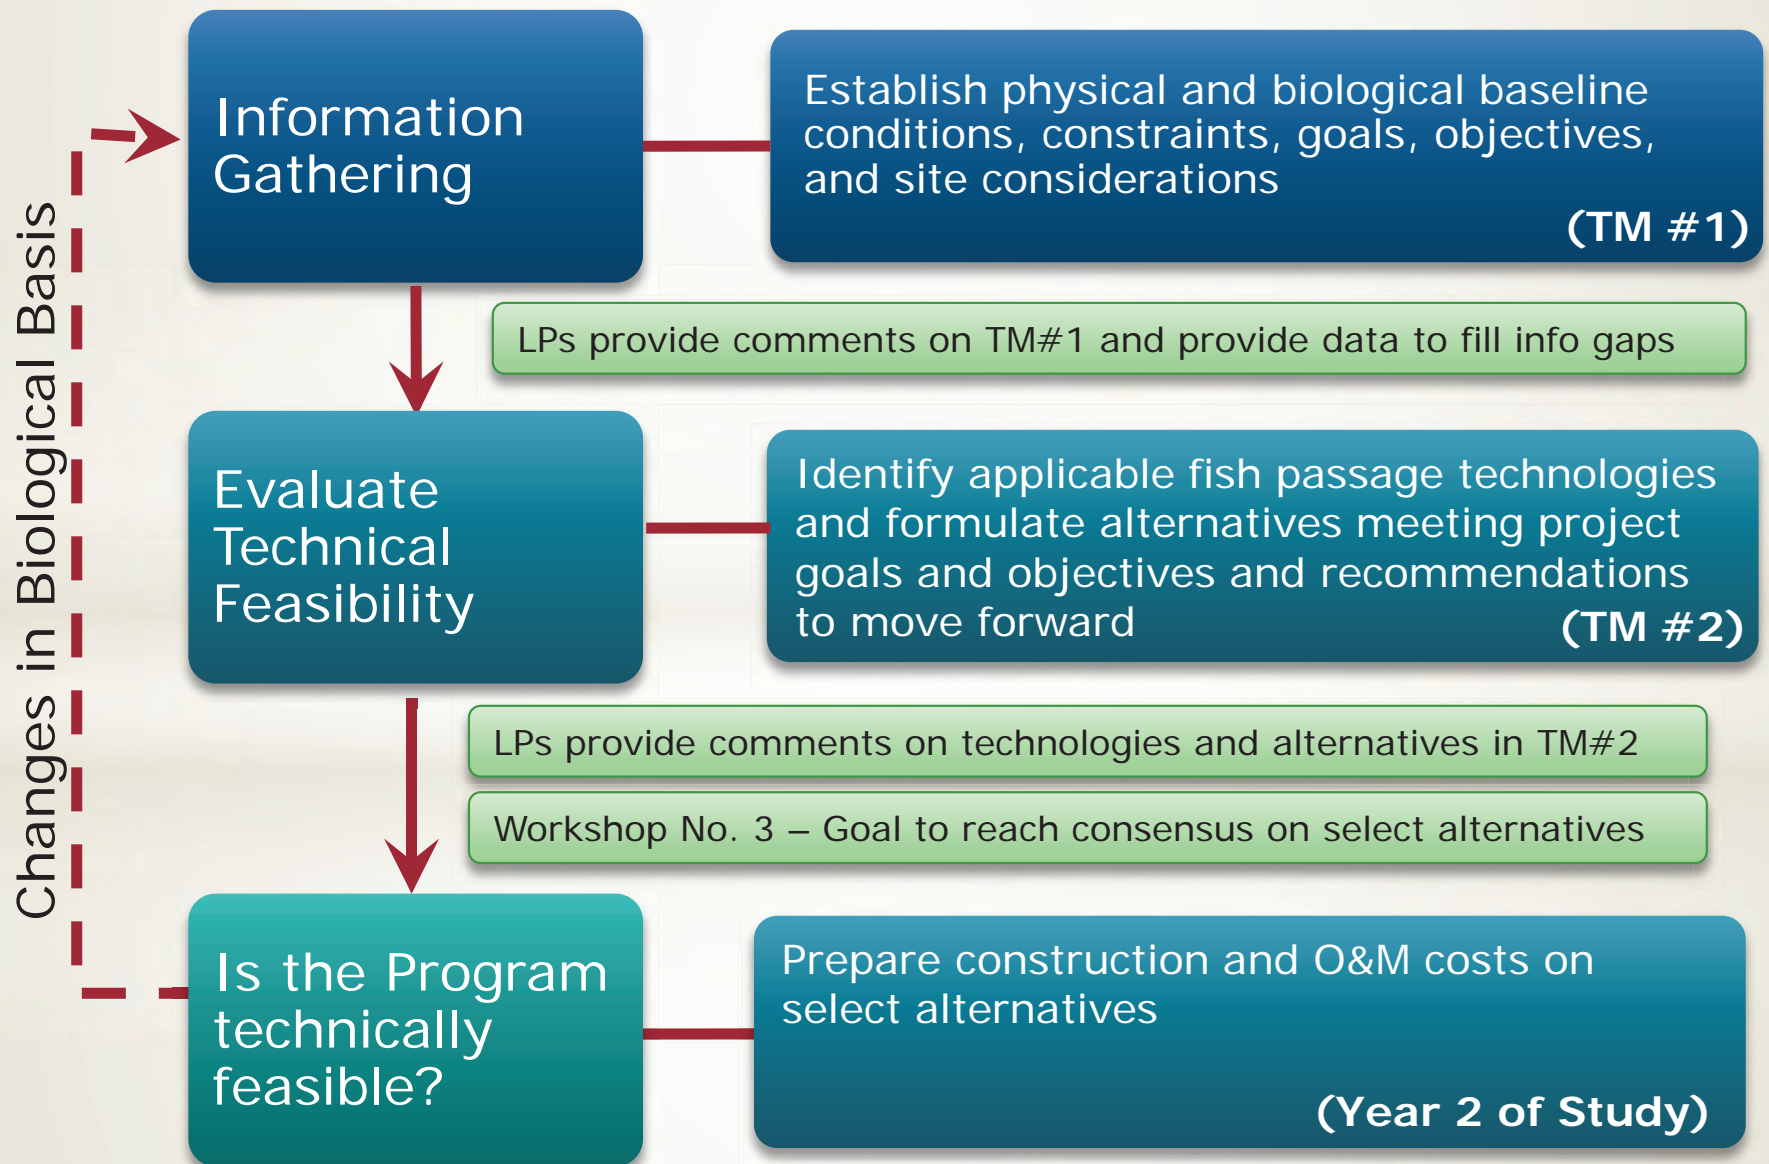 Changes in Biological Basis
Information
Gathering
Establish physical and biological baseline
conditions, constraints, goals, objectives,
and site considerations
(TM #1)
LPs provide comments on TM#1 and provide data to fill info gaps
Evaluate
Technical
Feasibility
Identify applicable fish passage technologies
and formulate alternatives meeting project
goals and objectives and recommendations
to move forward
(TM #2)
LPs provide comments on technologies and alternatives in TM#2
Workshop No. 3 – Goal to reach consensus on select alternatives
Is the Program
technically
feasible?
Prepare construction and O&M costs on
select alternatives
(Year 2 of Study)